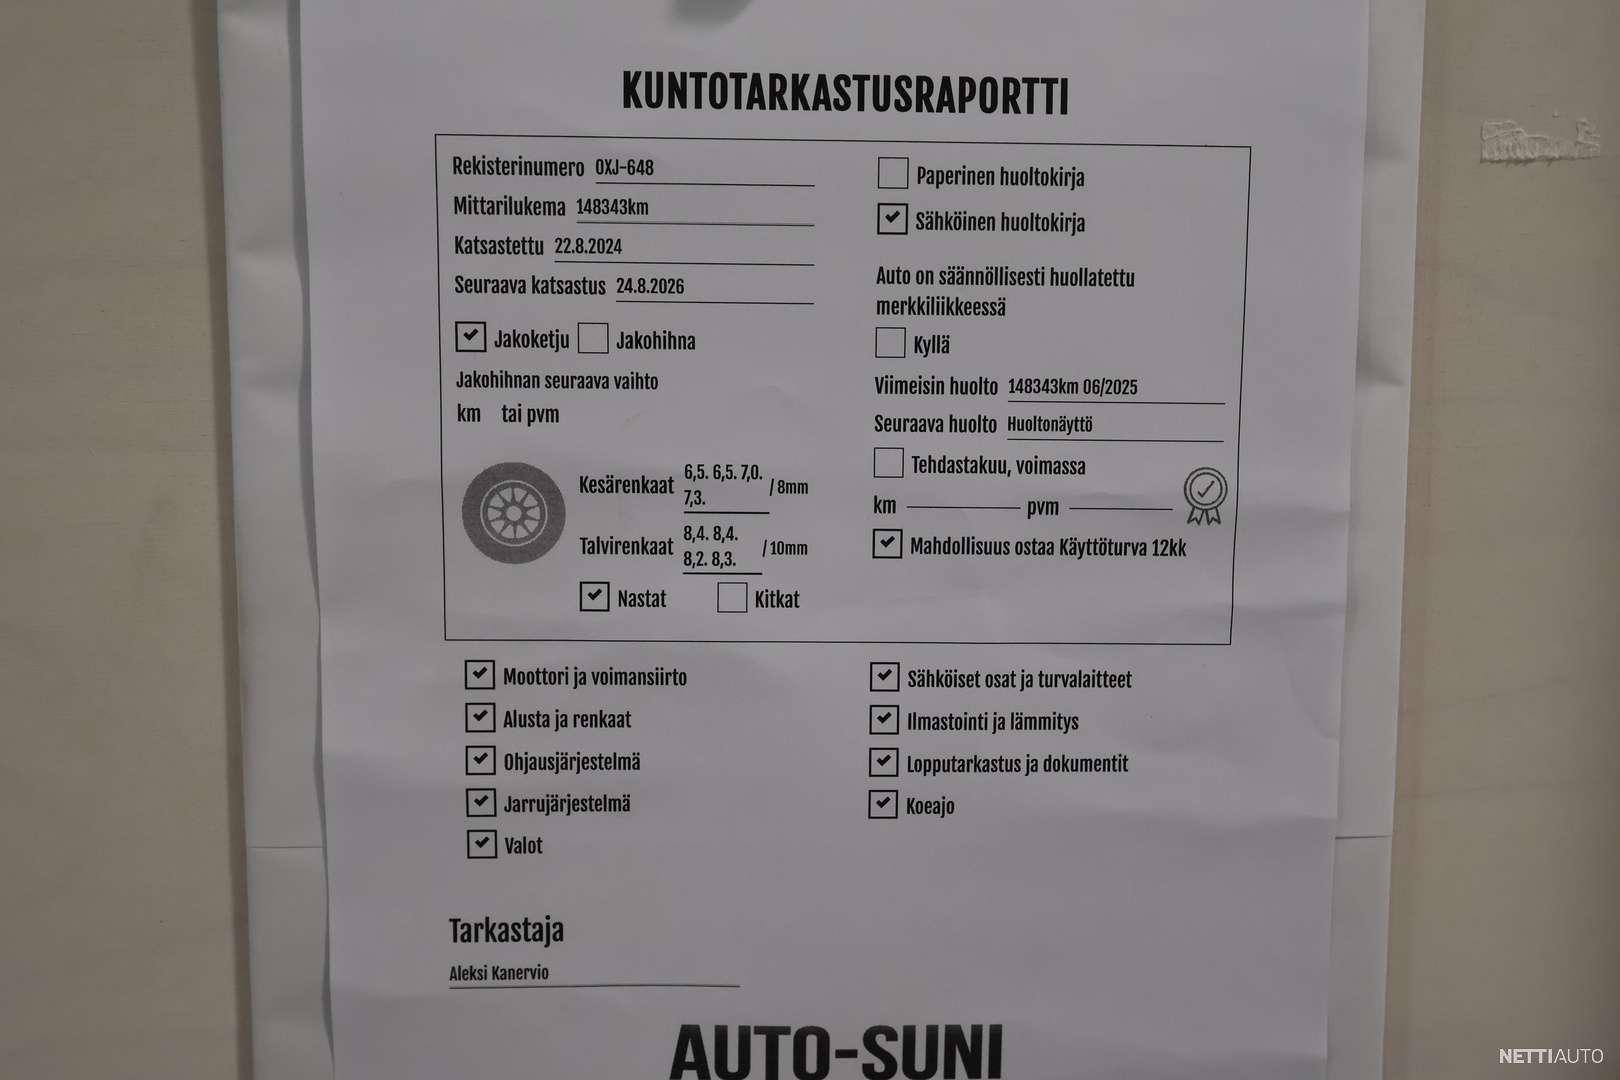 KUNTOTARKASTUSRAPORTTI
Rekisterinumero OXJ-648
Mittarilukema 148343km
Katsastettu 22.8.2024
Seuraava katsastus 24.8.2026
Jakoketju Jakohihna
Jakohihnan seuraava vaihto
km tai pvm
Kesärenkaat 6,5. 6,5. 7,0.
7,3. / 8mm
Talvirenkaat 8,4. 8,4.
8,2. 8,3. / 10mm
Nastat Kitkat
Paperinen huoltokirja
Sähköinen huoltokirja
Auto on säännöllisesti huollatettu
merkkiliikkeessä
Kyllä
Viimeisin huolto 148343km 06/2025
Seuraava huolto Huoltonäyttö
Tehdastakuu, voimassa
km pvm
Mahdollisuus ostaa Käyttöturva 12kk
Moottori ja voimansiirto
Alusta ja renkaat
Ohjausjärjestelmä
Jarrujärjestelmä
Valot
Sähköiset osat ja turvalaitteet
Ilmastointi ja lämmitys
Lopputarkastus ja dokumentit
Koeajo
Tarkastaja
Aleksi Kanervio
AUTO-SUNI
NETTIAUTO